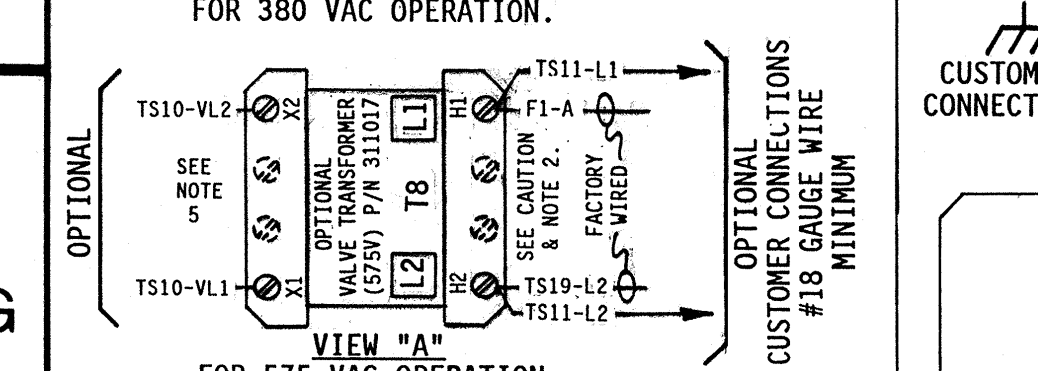 FOR 380 VAC OPERATION.
OPTIONAL
TS10-VL2
SEE
NOTE
5
TS10-VL1
X2
X1
OPTIONAL
VALVE TRANSFORMER
(575V) P/N 311017
L1
T8
L2
H1
H2
TS11-L1
F1-A
SEE CAUTION
& NOTE 2.
FACTORY
WIRED
TS19-L2
TS11-L2
OPTIONAL
CUSTOMER CONNECTIONS
#18 GAUGE WIRE
MINIMUM
VIEW "A"
FOR 575 VAC OPERATION
CUSTOM
CONNECT